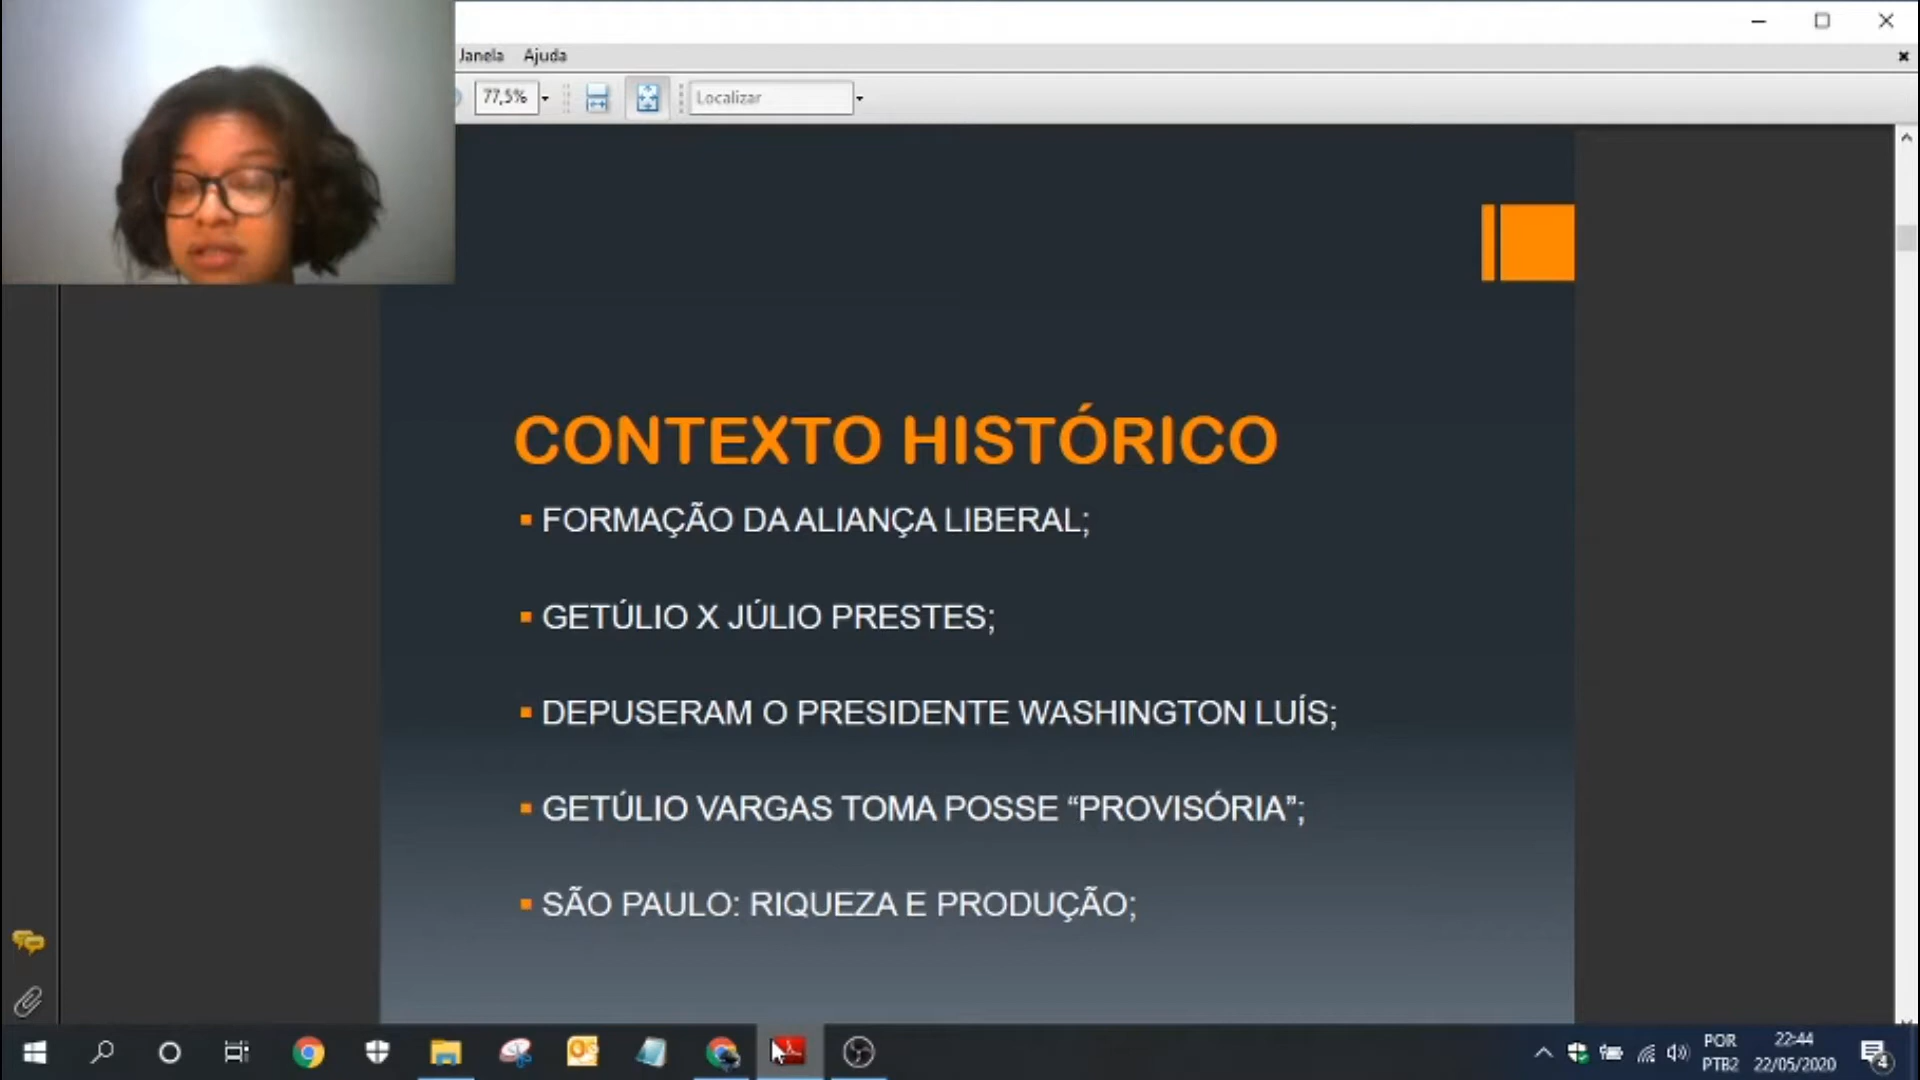 Janela Ajuda
77,5%
Localizar
CONTEXTO HISTÓRICO
FORMAÇÃO DA ALIANÇA LIBERAL;
GETÚLIO X JÚLIO PRESTES;
DEPUSERAM O PRESIDENTE WASHINGTON LUÍS;
GETÚLIO VARGAS TOMA POSSE “PROVISÓRIA”;
SÃO PAULO: RIQUEZA E PRODUÇÃO;
POR
PTB2
22:44
22/05/2020
4